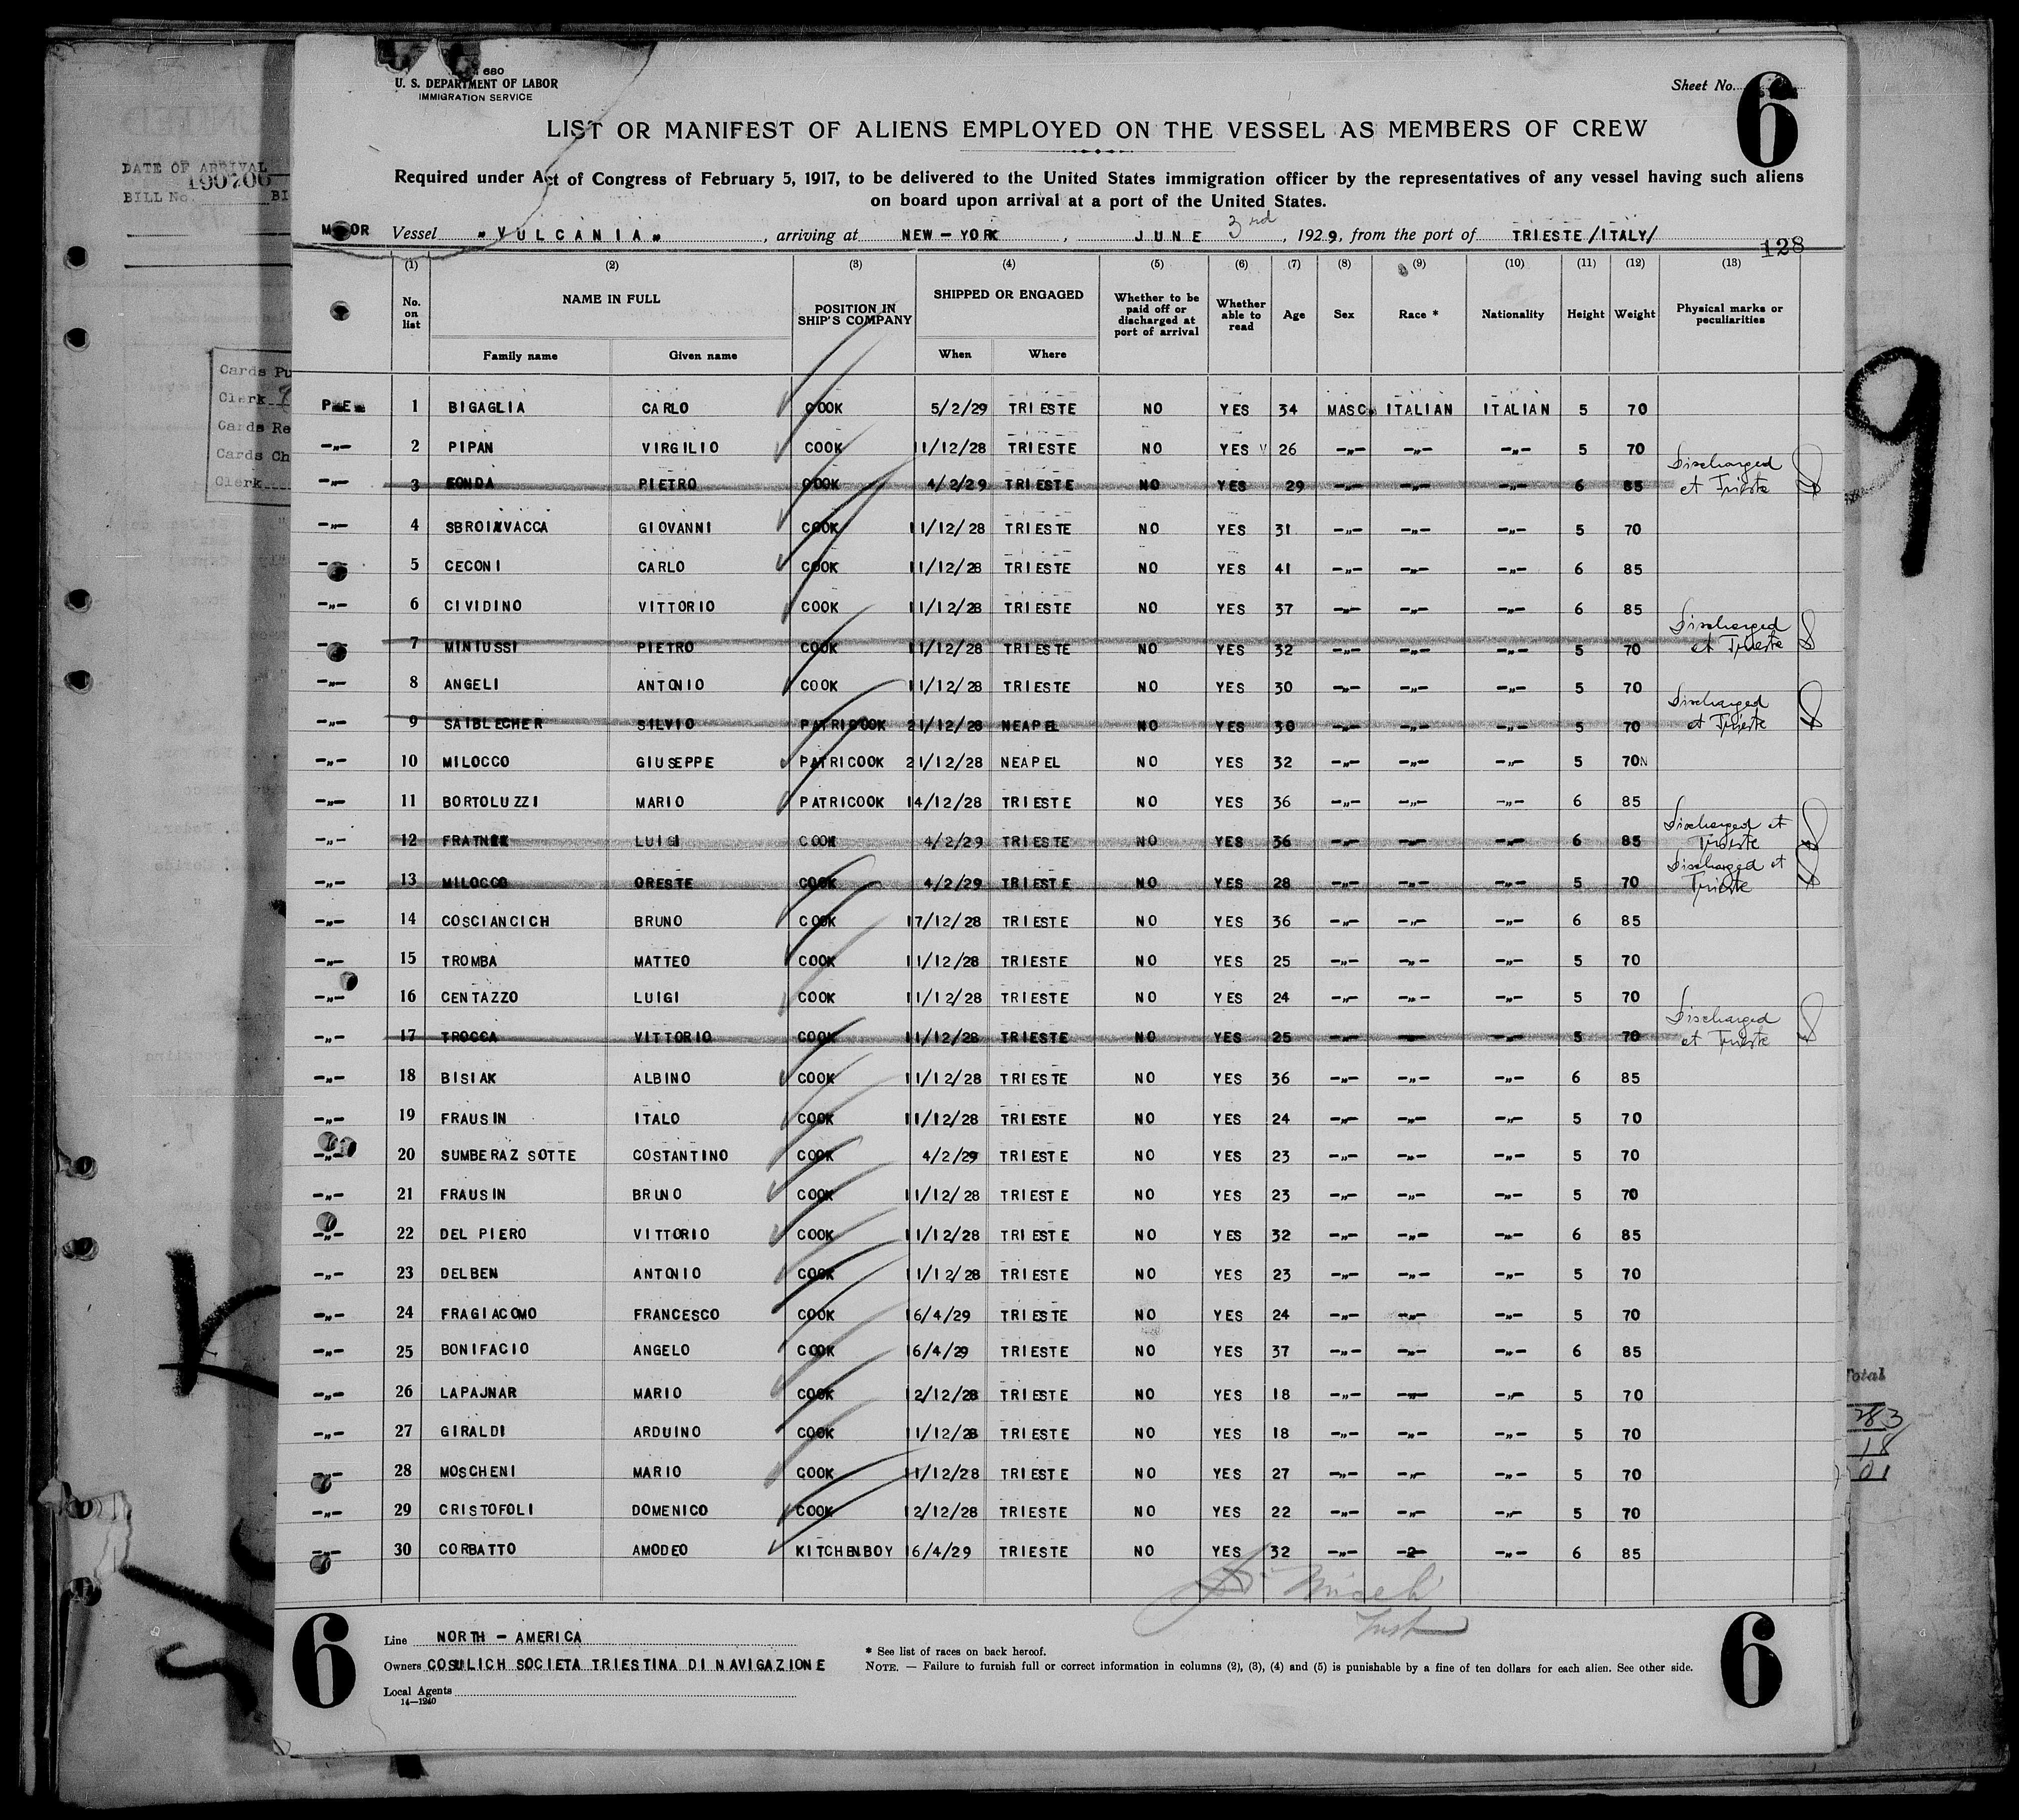 680
U. S. DEPARTMENT OF LABOR
IMMIGRATION SERVICE
Sheet No. 6
LIST OR MANIFEST OF ALIENS EMPLOYED ON THE VESSEL AS MEMBERS OF CREW
Required under Act of Congress of February 5, 1917, to be delivered to the United States immigration officer by the representatives of any vessel having such aliens
on board upon arrival at a port of the United States.
DATE OF ARRIVAL
190706
BILL No.
Vessel "VULCANIA", arriving at NEW-YORK, JUNE 3rd, 1929, from the port of TRIESTE /ITALY/
128
(1) (2) (3) (4) (5) (6) (7) (8) (9) (10) (11) (12) (13)
No. on list NAME IN FULL POSITION IN SHIP'S COMPANY SHIPPED OR ENGAGED Whether to be paid off or discharged at port of arrival Whether able to read Age Sex Race * Nationality Height Weight Physical marks or peculiarities
Family name Given name When Where
1 BIGAGLIA CARLO COOK 5/2/29 TRIESTE NO YES 34 MASC. ITALIAN ITALIAN 5 70
-"- 2 PIPAN VIRGILIO COOK 11/12/28 TRIESTE NO YES 26 -"- -"- -"- 5 70
-"- 3 FONDA PIETRO COOK 4/2/29 TRIESTE NO YES 29 -"- -"- -"- 6 85 Discharged at Trieste
-"- 4 GIOVANNI COOK 11/12/28 TRIESTE NO YES 31 -"- -"- -"- 5 70
-"- 5 CECONI CARLO COOK 11/12/28 TRIESTE NO YES 41 -"- -"- -"- 6 85
-"- 6 CIVIDINO VITTORIO COOK 11/12/28 TRIESTE NO YES 37 -"- -"- -"- 6 85
-"- 7 MINIUSSI PIETRO COOK 11/12/28 TRIESTE NO YES 32 -"- -"- -"- 5 70 Discharged at Trieste
-"- 8 ANGELI ANTONIO COOK 11/12/28 TRIESTE NO YES 30 -"- -"- -"- 5 70
-"- 9 SAIBLECHER SILVIO PATRICOOK 21/12/28 NEAPEL NO YES 30 -"- -"- -"- 5 70 Discharged at Trieste
-"- 10 MILOCCO GIUSEPPE PATRICOOK 21/12/28 NEAPEL NO YES 32 -"- -"- -"- 5 70
-"- 11 BORTOLUZZI MARIO PATRICOOK 14/12/28 TRIESTE NO YES 36 -"- -"- -"- 6 85
-"- 12 LUIGI COOK 4/2/29 TRIESTE NO YES 36 -"- -"- -"- 6 85 Discharged at Trieste
-"- 13 MILOCCO ORESTE COOK 4/2/29 TRIESTE NO YES 28 -"- -"- -"- 5 70 Discharged at Trieste
-"- 14 COSCIANCICH BRUNO COOK 17/12/28 TRIESTE NO YES 36 -"- -"- -"- 6 85
-"- 15 TROMBA MATTEO COOK 11/12/28 TRIESTE NO YES 25 -"- -"- -"- 5 70
-"- 16 CENTAZZO LUIGI COOK 11/12/28 TRIESTE NO YES 24 -"- -"- -"- 5 70
-"- 17 TROCCA VITTORIO COOK 11/12/28 TRIESTE NO YES 25 -"- -"- -"- 5 70 Discharged at Trieste
-"- 18 BISIAK ALBINO COOK 11/12/28 TRIESTE NO YES 36 -"- -"- -"- 6 85
-"- 19 FRAUSIN ITALO COOK 11/12/28 TRIESTE NO YES 24 -"- -"- -"- 5 70
-"- 20 SUMBERAZ SOTTE COSTANTINO COOK 4/2/29 TRIESTE NO YES 23 -"- -"- -"- 5 70
-"- 21 FRAUSIN BRUNO COOK 11/12/28 TRIESTE NO YES 23 -"- -"- -"- 5 70
-"- 22 DEL PIERO VITTORIO COOK 11/12/28 TRIESTE NO YES 32 -"- -"- -"- 6 85
-"- 23 DELBEN ANTONIO COOK 11/12/28 TRIESTE NO YES 23 -"- -"- -"- 5 70
-"- 24 FRAGIACOMO FRANCESCO COOK 16/4/29 TRIESTE NO YES 24 -"- -"- -"- 5 70
-"- 25 BONIFACIO ANGELO COOK 16/4/29 TRIESTE NO YES 37 -"- -"- -"- 6 85
-"- 26 LAPAJNAR MARIO COOK 12/12/28 TRIESTE NO YES 18 -"- -"- -"- 5 70
-"- 27 GIRALDI ARDUINO COOK 11/12/28 TRIESTE NO YES 18 -"- -"- -"- 5 70
-"- 28 MOSCHENI MARIO COOK 11/12/28 TRIESTE NO YES 27 -"- -"- -"- 5 70
-"- 29 CRISTOFOLI DOMENICO COOK 12/12/28 TRIESTE NO YES 22 -"- -"- -"- 5 70
-"- 30 CORBATTO AMODEO KITCHENBOY 16/4/29 TRIESTE NO YES 32 -"- -"- -"- 6 85
6 Line NORTH - AMERICA 6
Owners COSULICH SOCIETA TRIESTINA DI NAVIGAZIONE
Local Agents
14-1240
* See list of races on back hereof.
NOTE. — Failure to furnish full or correct information in columns (2), (3), (4) and (5) is punishable by a fine of ten dollars for each alien. See other side.
9
Total
283
18
01